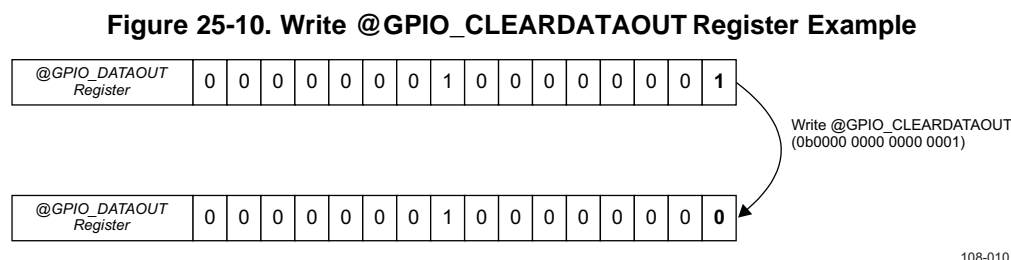 Figure 25-10. Write @GPIO_CLEARDATAOUT Register Example
@GPIO_DATAOUT
Register
0 0 0 0 0 0 0 1 0 0 0 0 0 0 0 1
Write @GPIO_CLEARDATAOUT
(0b0000 0000 0000 0001)
@GPIO_DATAOUT
Register
0 0 0 0 0 0 0 1 0 0 0 0 0 0 0 0
108-010